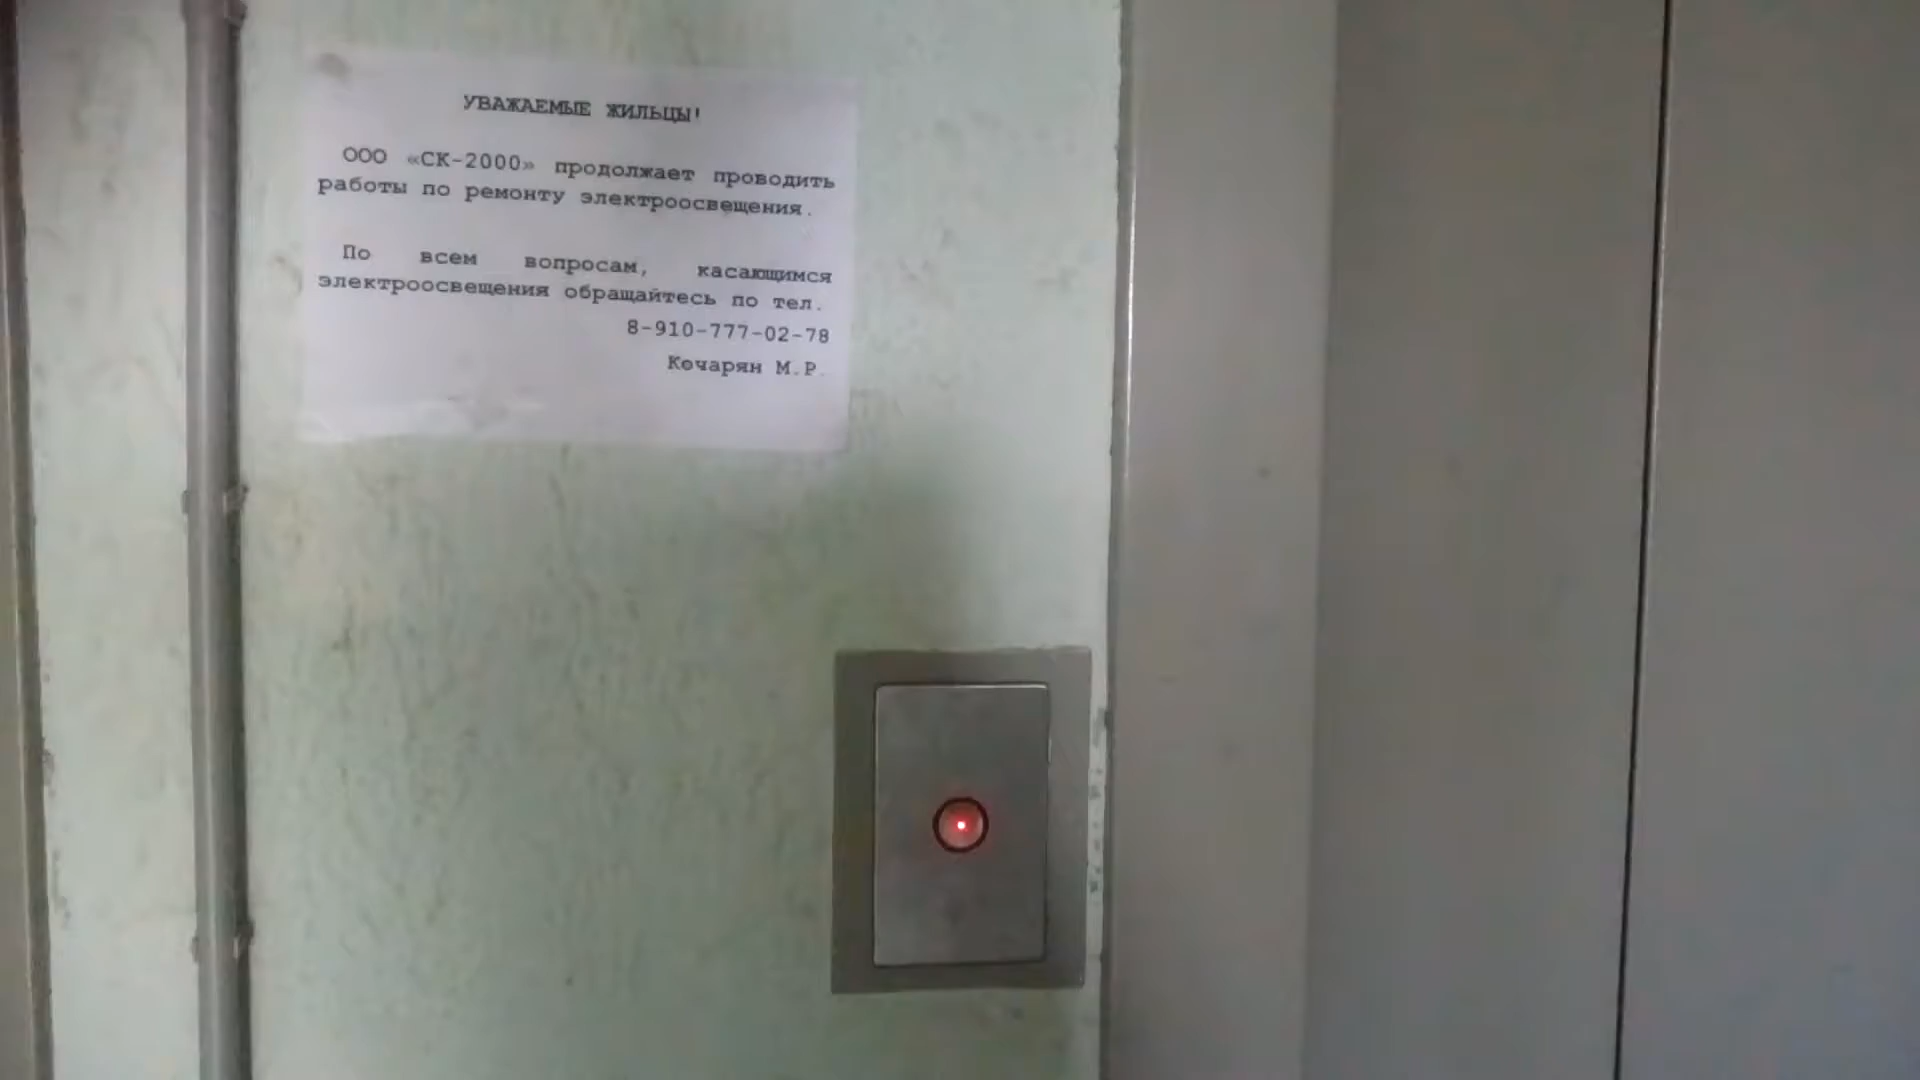 УВАЖАЕМЫЕ ЖИЛЬЦЫ!
ООО «СК-2000» продолжает проводить
работы по ремонту электроосвещения.
По всем вопросам, касающимся
электроосвещения обращайтесь по тел.
8-910-777-02-78
Кочарян М.Р.